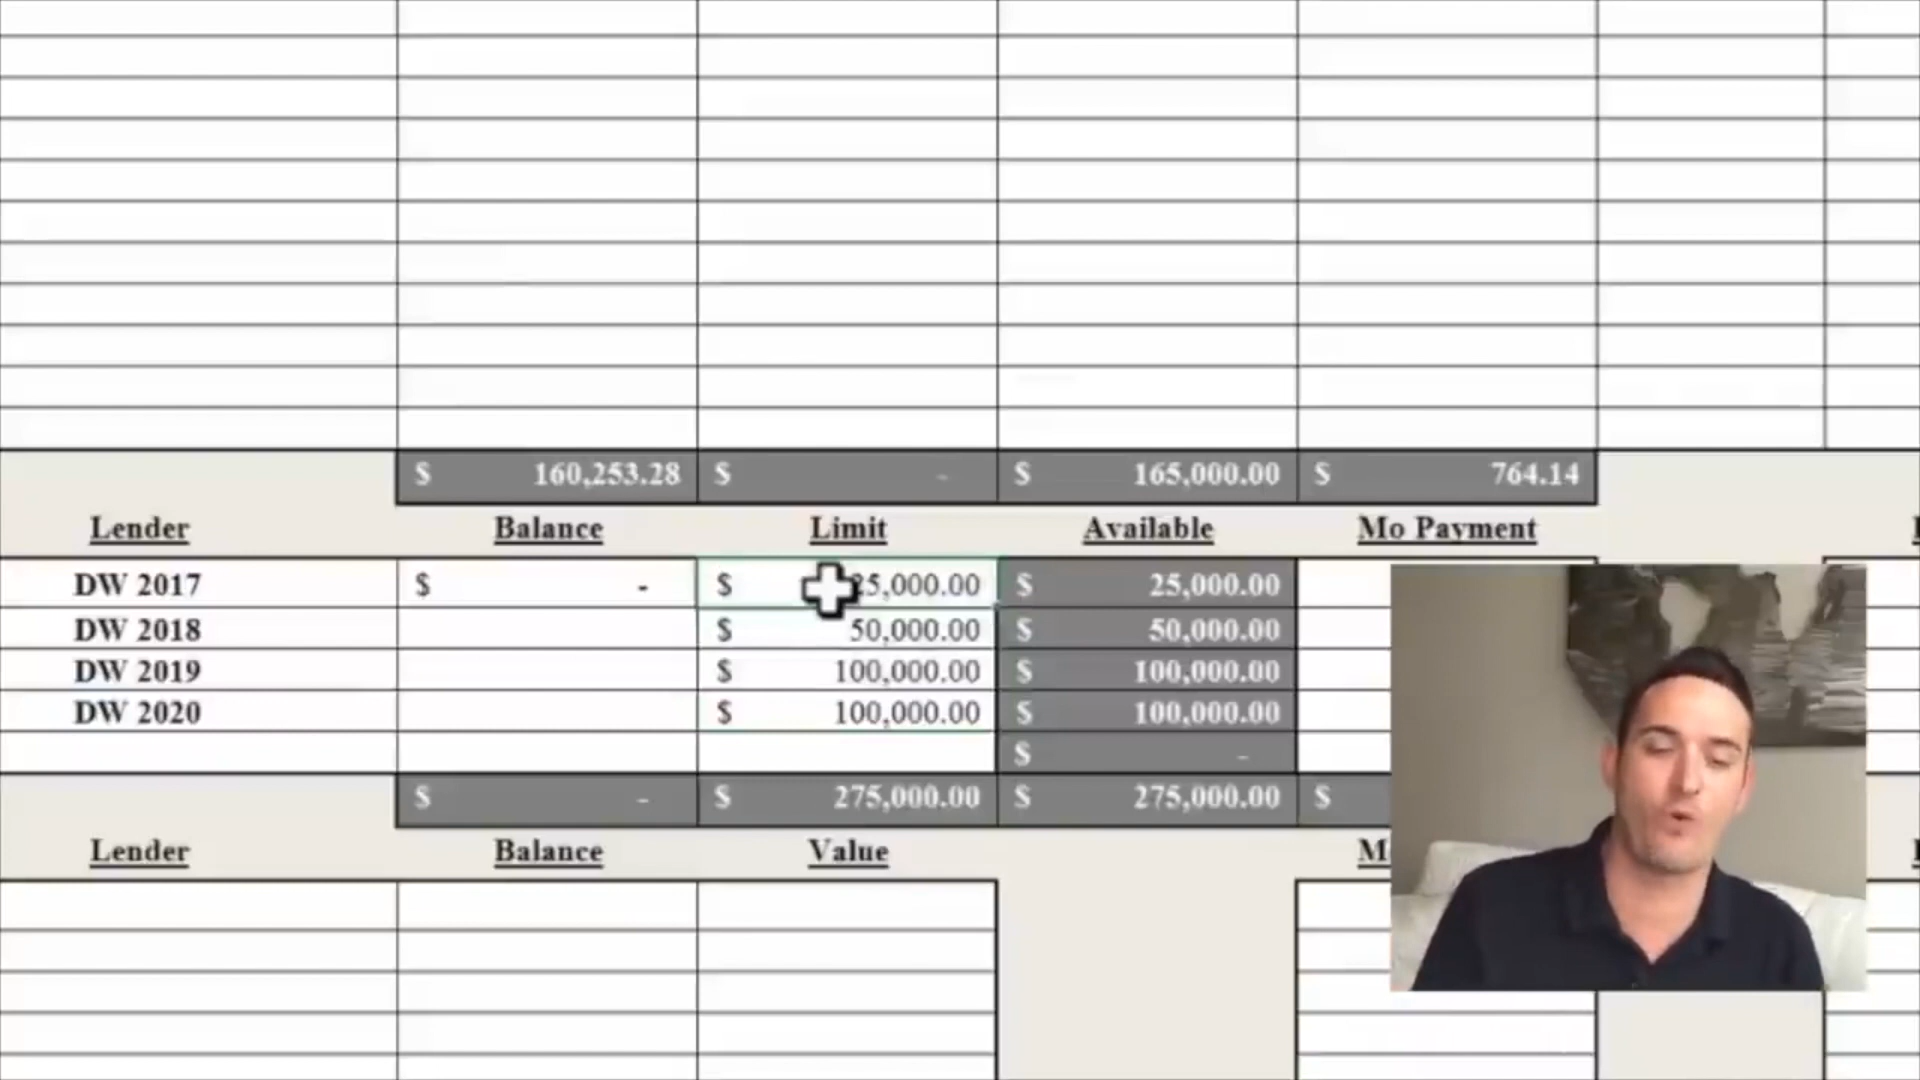 $ 160,253.28 $ - $ 165,000.00 $ 764.14
Lender Balance Limit Available Mo Payment
DW 2017 $ - $ 25,000.00 $ 25,000.00
DW 2018 $ 50,000.00 $ 50,000.00
DW 2019 $ 100,000.00 $ 100,000.00
DW 2020 $ 100,000.00 $ 100,000.00
$ -
$ - $ 275,000.00 $ 275,000.00 $
Lender Balance Value